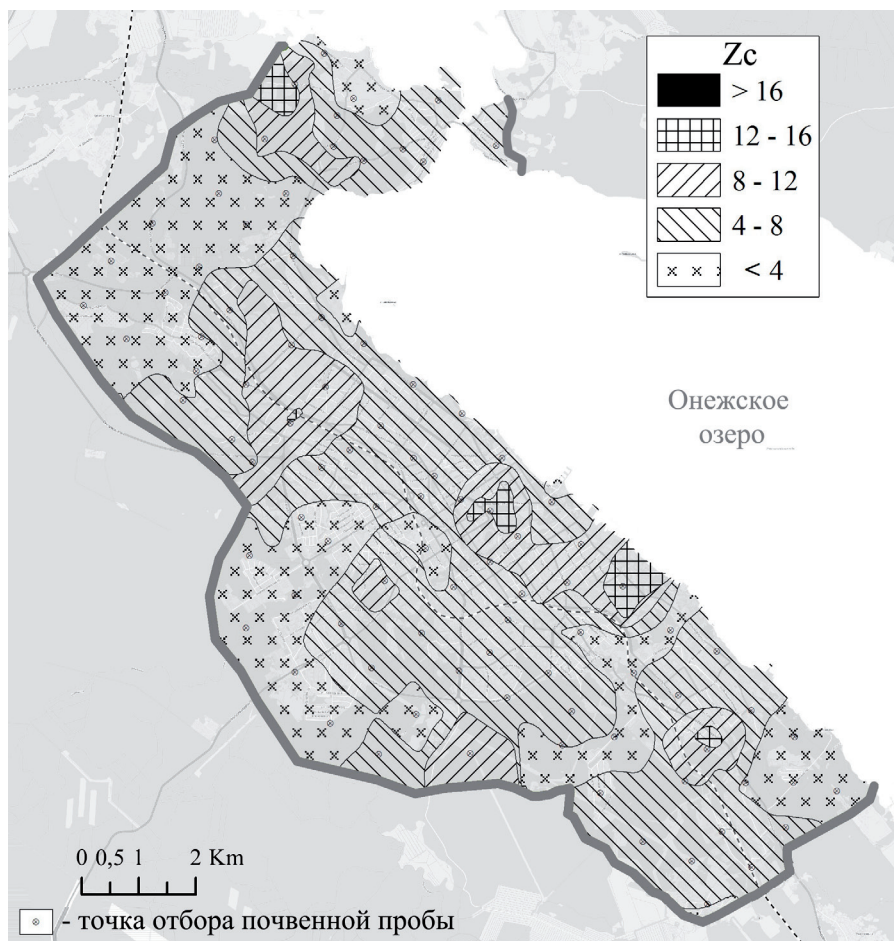 Zc
> 16
12 - 16
8 - 12
4 - 8
< 4
Онежское
озеро
0 0,5 1 2 Km
- точка отбора почвенной пробы